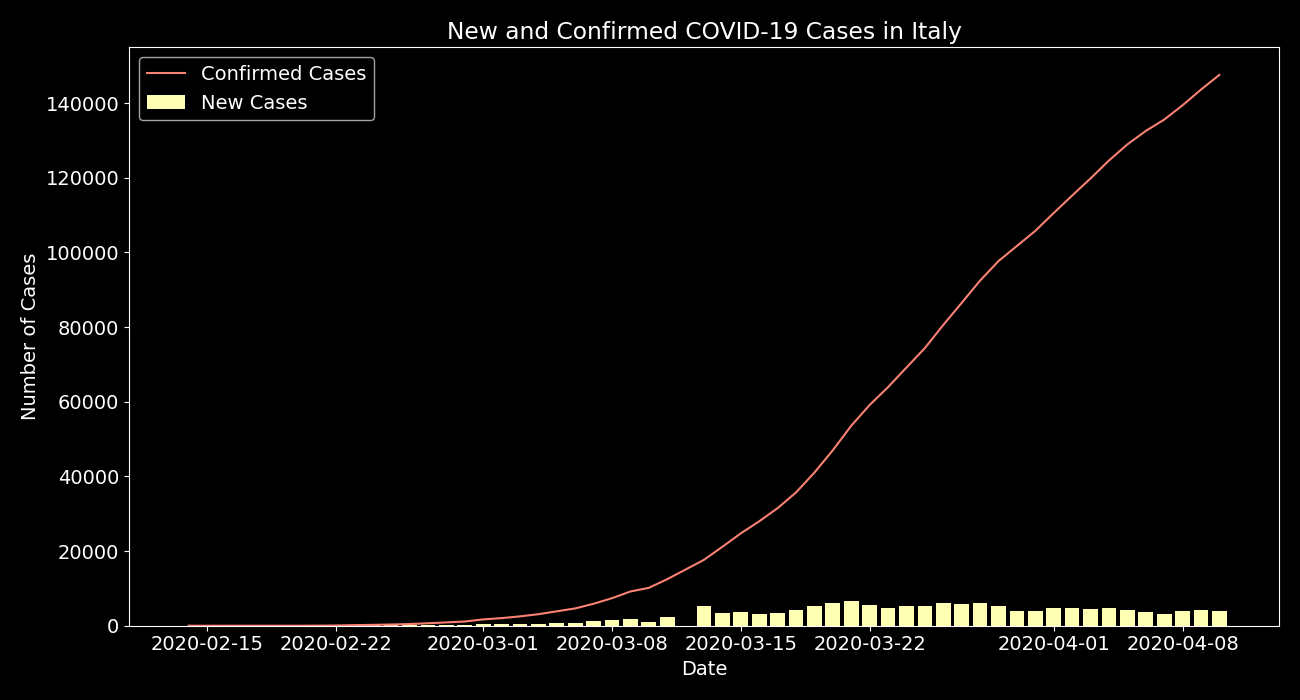 New and Confirmed COVID-19 Cases in Italy
Confirmed Cases
New Cases
Number of Cases
140000
120000
100000
80000
60000
40000
20000
0
2020-02-15 2020-02-22 2020-03-01 2020-03-08 2020-03-15 2020-03-22 2020-04-01 2020-04-08
Date